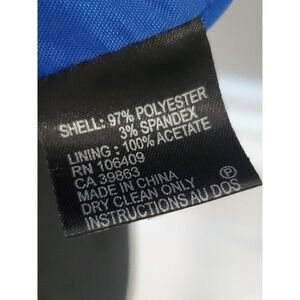 SHELL: 97% POLYESTER
3% SPANDEX
LINING : 100% ACETATE
RN 106409
CA 39863
MADE IN CHINA
DRY CLEAN ONLY Ⓟ
INSTRUCTIONS AU DOS